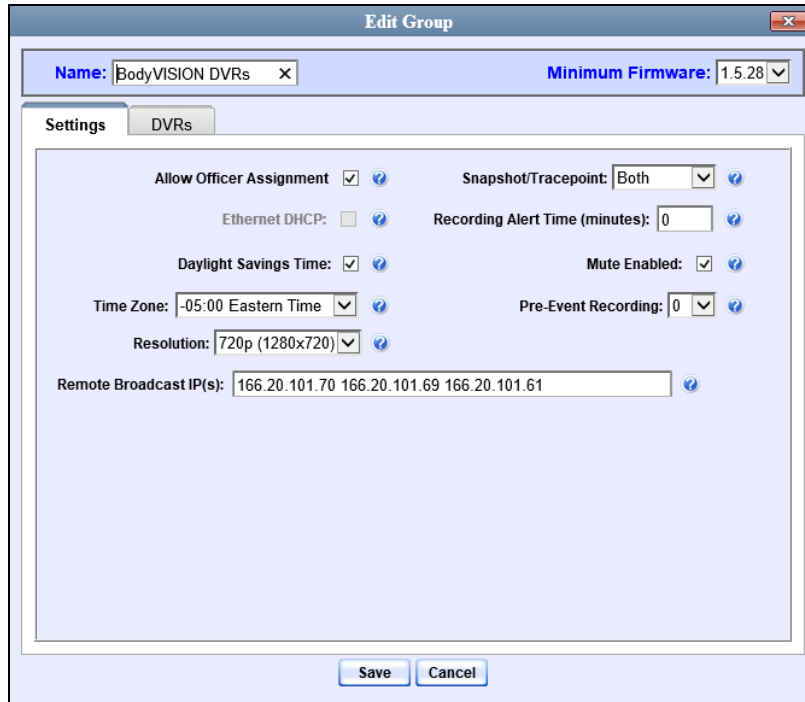 Edit Group
Name: BodyVISION DVRs
Minimum Firmware: 1.5.28
Settings
DVRs
Allow Officer Assignment
Snapshot/Tracepoint: Both
Ethernet DHCP:
Recording Alert Time (minutes): 0
Daylight Savings Time:
Mute Enabled:
Time Zone: -05:00 Eastern Time
Pre-Event Recording: 0
Resolution: 720p (1280x720)
Remote Broadcast IP(s): 166.20.101.70 166.20.101.69 166.20.101.61
Save
Cancel